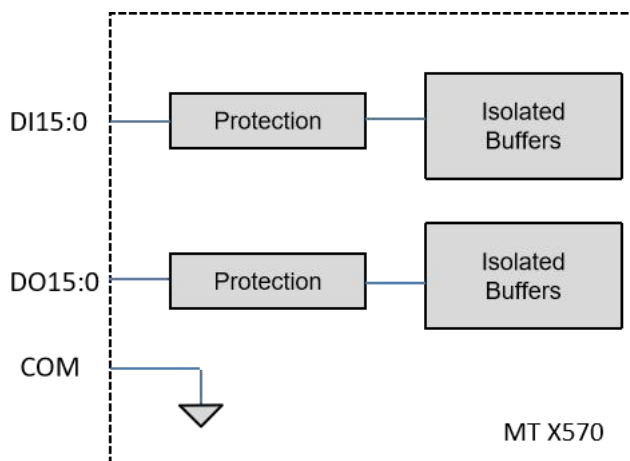 DI15:0
Protection
Isolated
Buffers
DO15:0
Protection
Isolated
Buffers
COM
MT X570